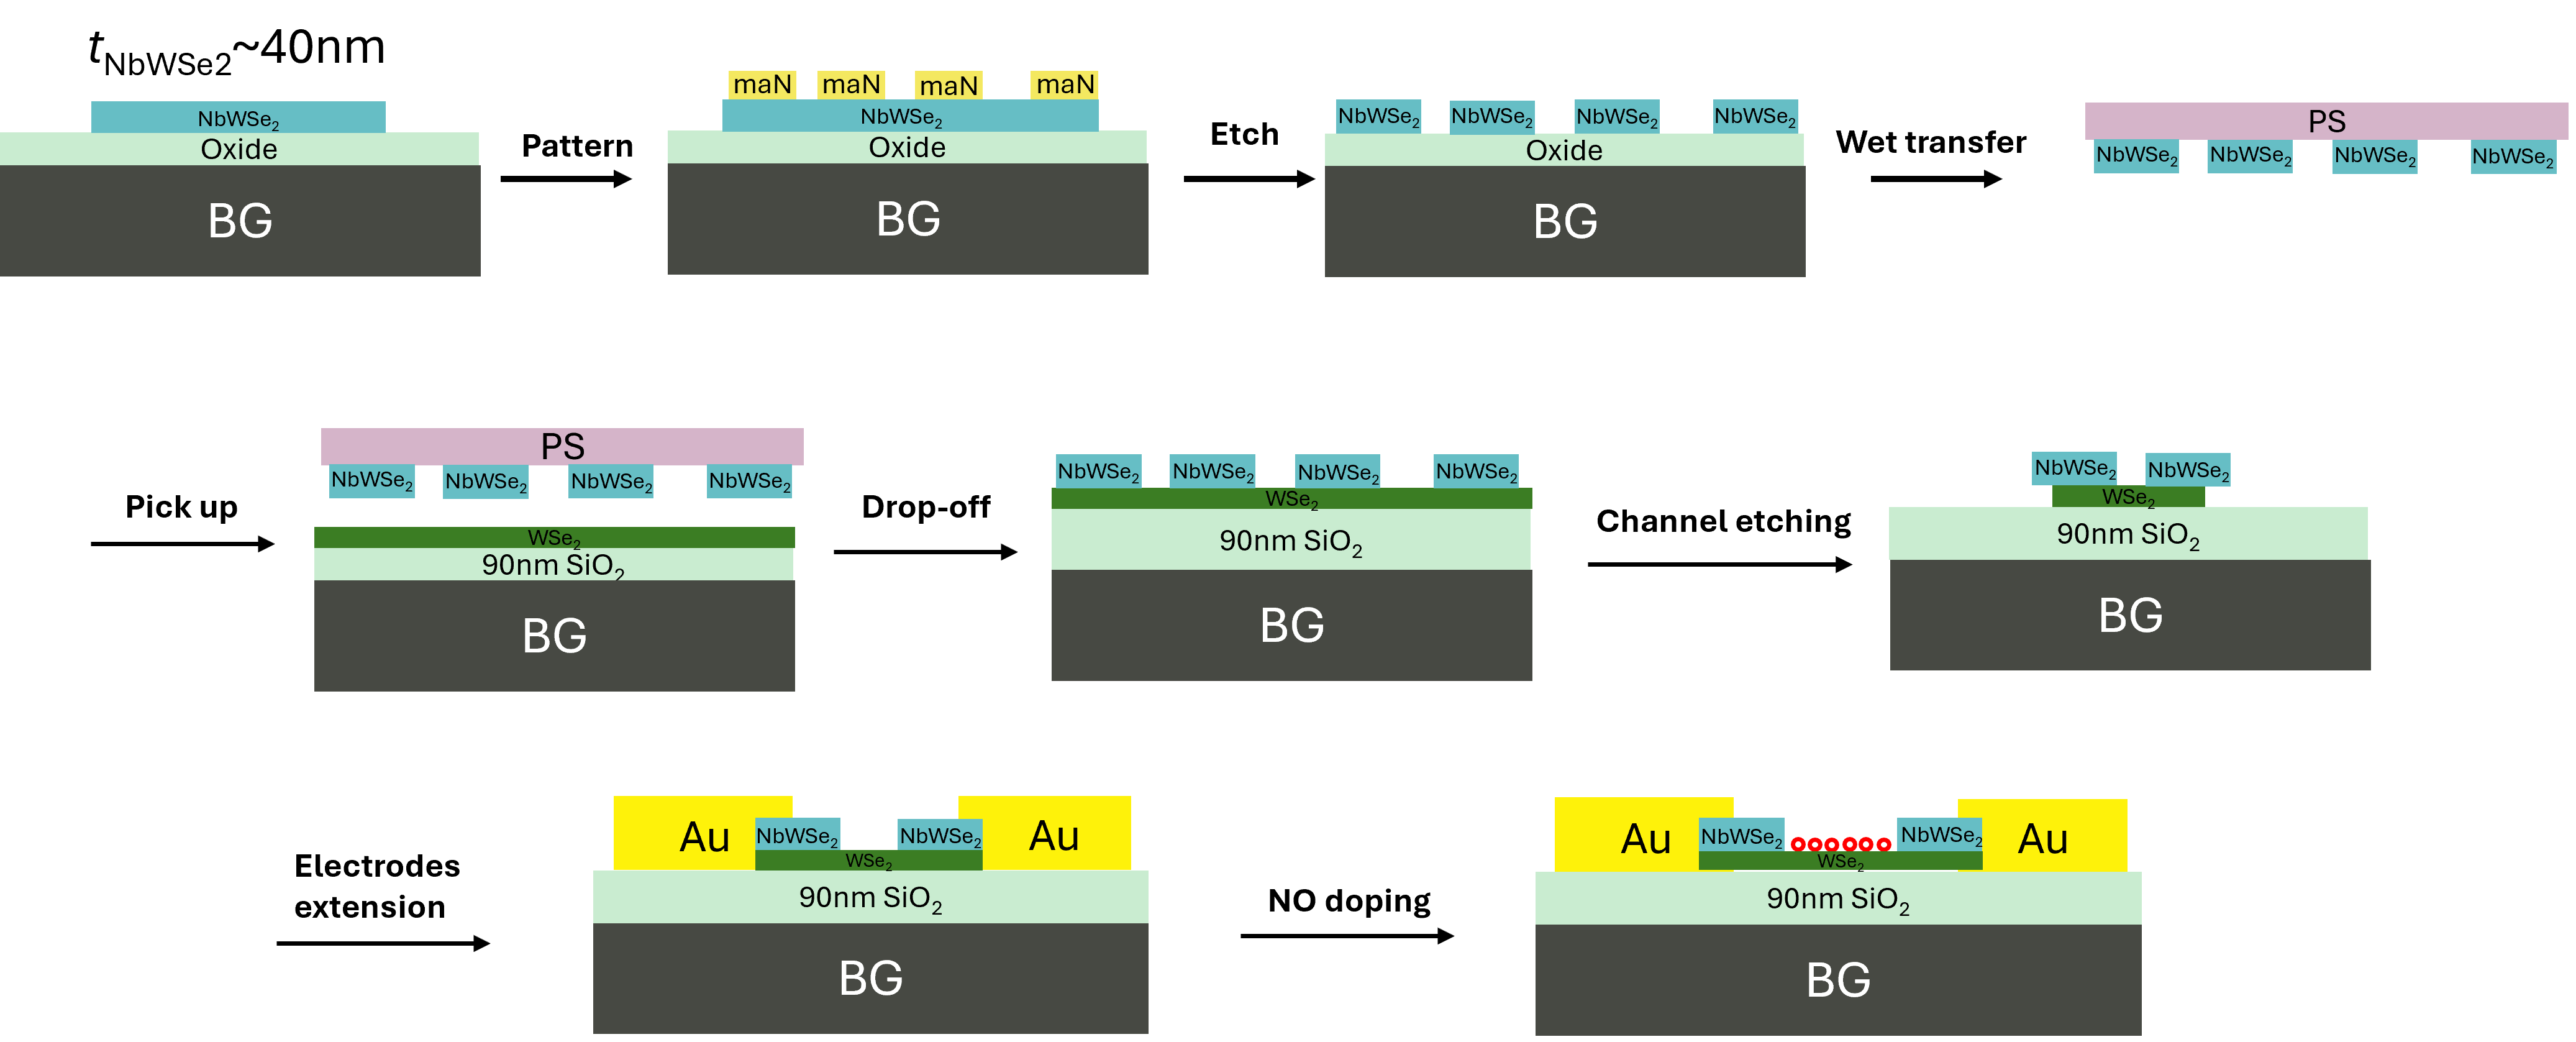 tNbWSe2~40nm
NbWSe2
Oxide
BG
Pattern
maN maN maN maN
NbWSe2
Oxide
BG
Etch
NbWSe2 NbWSe2 NbWSe2 NbWSe2
Oxide
BG
Wet transfer
PS
NbWSe2 NbWSe2 NbWSe2 NbWSe2
Pick up
PS
NbWSe2 NbWSe2 NbWSe2 NbWSe2
WSe2
90nm SiO2
BG
Drop-off
NbWSe2 NbWSe2 NbWSe2 NbWSe2
WSe2
90nm SiO2
BG
Channel etching
NbWSe2 NbWSe2
WSe2
90nm SiO2
BG
Electrodes
extension
Au NbWSe2 NbWSe2 Au
WSe2
90nm SiO2
BG
NO doping
Au NbWSe2 NbWSe2 Au
WSe2
90nm SiO2
BG